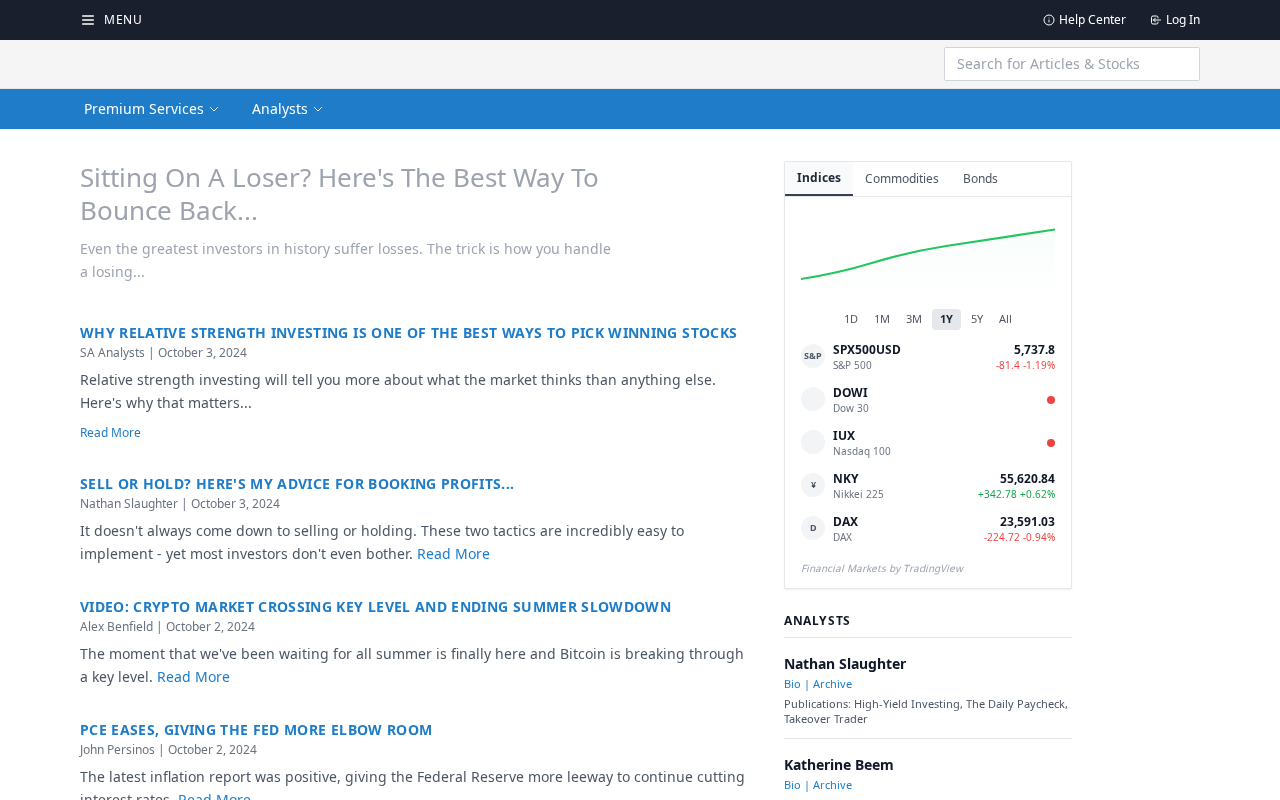 MENU
Help Center
Log In
Search for Articles & Stocks
Premium Services
Analysts
Sitting On A Loser? Here's The Best Way To
Bounce Back...
Even the greatest investors in history suffer losses. The trick is how you handle
a losing...
WHY RELATIVE STRENGTH INVESTING IS ONE OF THE BEST WAYS TO PICK WINNING STOCKS
SA Analysts | October 3, 2024
Relative strength investing will tell you more about what the market thinks than anything else.
Here's why that matters...
Read More
SELL OR HOLD? HERE'S MY ADVICE FOR BOOKING PROFITS...
Nathan Slaughter | October 3, 2024
It doesn't always come down to selling or holding. These two tactics are incredibly easy to
implement - yet most investors don't even bother. Read More
VIDEO: CRYPTO MARKET CROSSING KEY LEVEL AND ENDING SUMMER SLOWDOWN
Alex Benfield | October 2, 2024
The moment that we've been waiting for all summer is finally here and Bitcoin is breaking through
a key level. Read More
PCE EASES, GIVING THE FED MORE ELBOW ROOM
John Persinos | October 2, 2024
The latest inflation report was positive, giving the Federal Reserve more leeway to continue cutting
interest rates. Read More
Indices Commodities Bonds
1D 1M 3M 1Y 5Y All
S&P SPX500USD 5,737.8
S&P 500 -81.4 -1.19%
DOWI
Dow 30
IUX
Nasdaq 100
¥ NKY 55,620.84
Nikkei 225 +342.78 +0.62%
D DAX 23,591.03
DAX -224.72 -0.94%
Financial Markets by TradingView
ANALYSTS
Nathan Slaughter
Bio | Archive
Publications: High-Yield Investing, The Daily Paycheck,
Takeover Trader
Katherine Beem
Bio | Archive